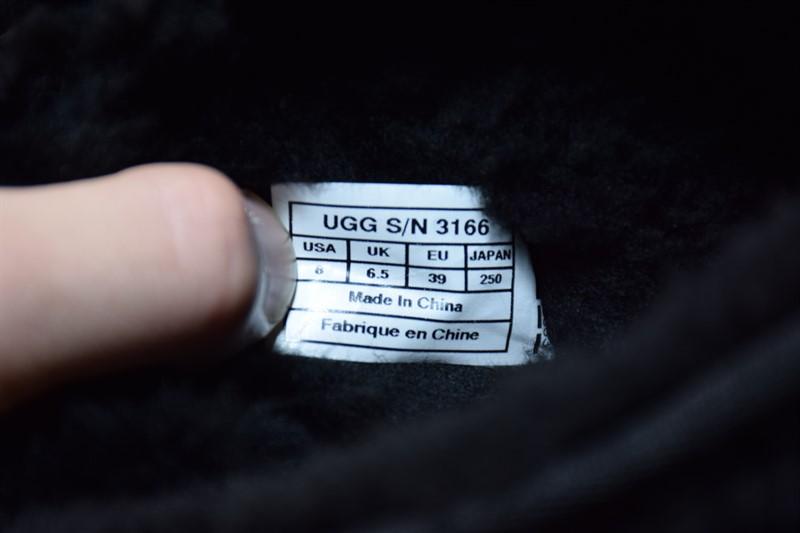 UGG S/N 3166
USA UK EU JAPAN
8 6.5 39 250
Made In China
Fabrique en Chine